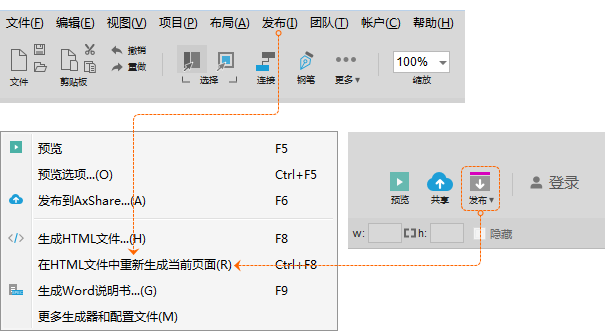 文件(F) 编辑(E) 视图(V) 项目(P) 布局(A) 发布(I) 团队(T) 帐户(C) 帮助(H)
撤销
重做
100%
文件 剪贴板 选择 连接 钢笔 更多▾ 缩放
预览 F5
预览选项...(O) Ctrl+F5
发布到AxShare...(A) F6
生成HTML文件...(H) F8
在HTML文件中重新生成当前页面(R) Ctrl+F8
生成Word说明书...(G) F9
更多生成器和配置文件(M)
登录
预览 共享 发布▾
w: h: 隐藏